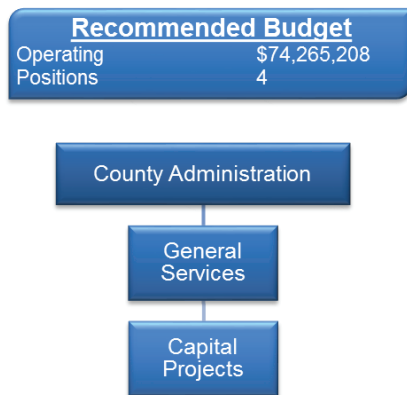 Recommended Budget
Operating $74,265,208
Positions 4
County Administration
General
Services
Capital
Projects